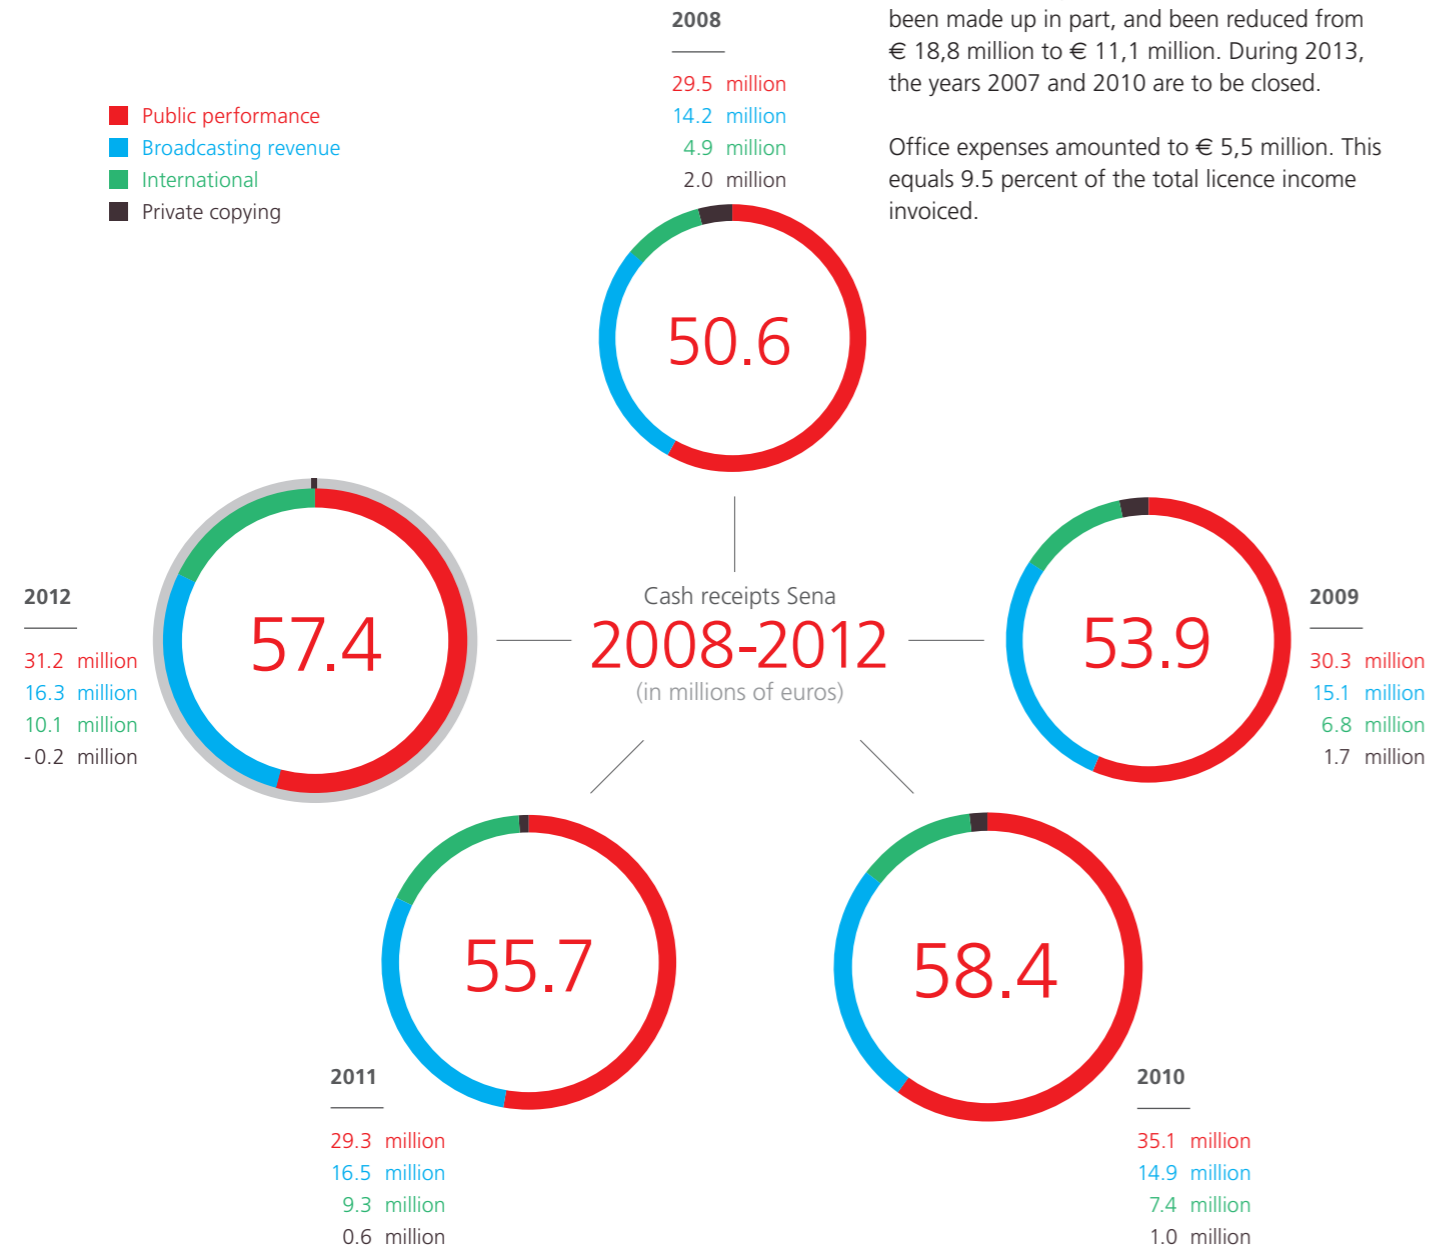 2008
29.5 million
14.2 million
4.9 million
2.0 million
been made up in part, and been reduced from
€ 18,8 million to € 11,1 million. During 2013,
the years 2007 and 2010 are to be closed.
Office expenses amounted to € 5,5 million. This
equals 9.5 percent of the total licence income
invoiced.
Public performance
Broadcasting revenue
International
Private copying
50.6
Cash receipts Sena
2008-2012
(in millions of euros)
2012
31.2 million
16.3 million
10.1 million
-0.2 million
57.4
53.9
2009
30.3 million
15.1 million
6.8 million
1.7 million
55.7
2011
29.3 million
16.5 million
9.3 million
0.6 million
58.4
2010
35.1 million
14.9 million
7.4 million
1.0 million